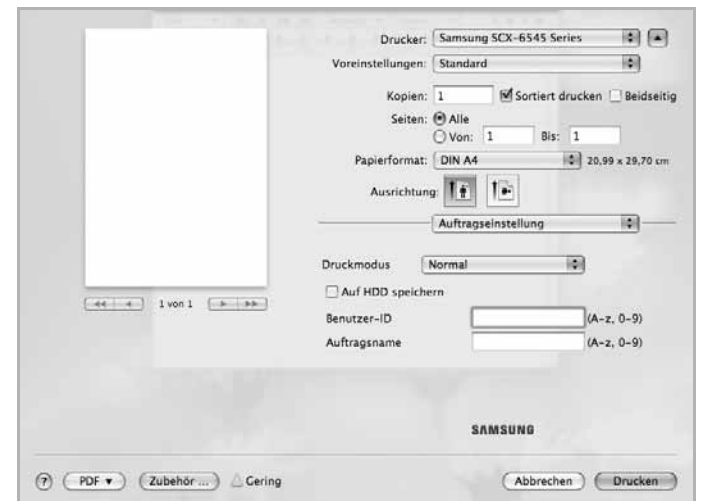 Drucker: Samsung SCX-6545 Series
Voreinstellungen: Standard
Kopien: 1 Sortiert drucken Beidseitig
Seiten: Alle
Von: 1 Bis: 1
Papierformat: DIN A4 20,99 x 29,70 cm
Ausrichtung:
Auftragseinstellung
Druckmodus Normal
Auf HDD speichern
1 von 1
Benutzer-ID (A-z, 0-9)
Auftragsname (A-z, 0-9)
SAMSUNG
? PDF Zubehör ... Gering Abbrechen Drucken